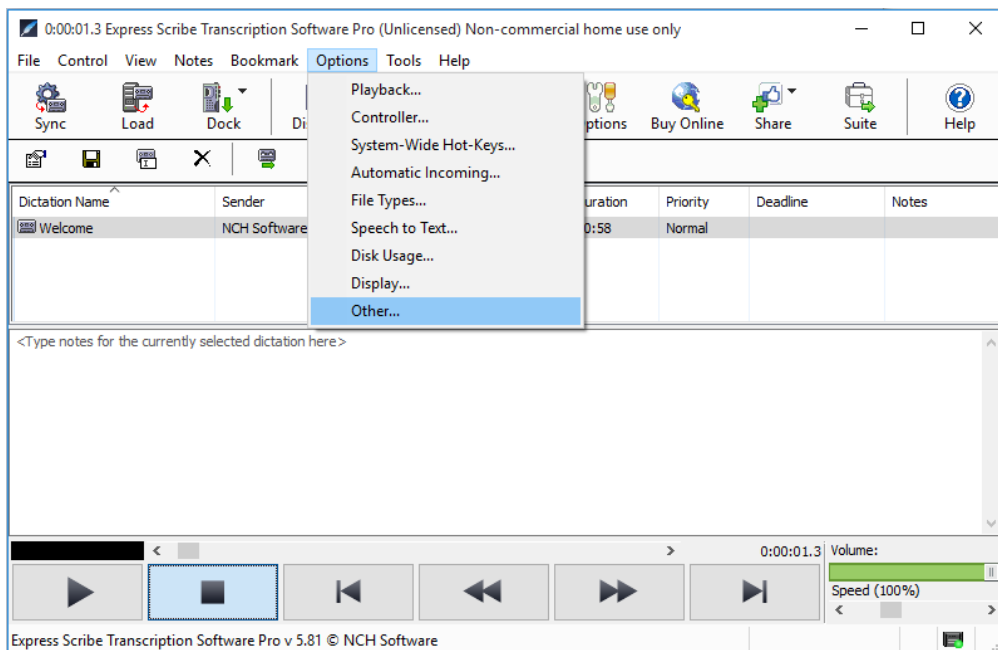 0:00:01.3 Express Scribe Transcription Software Pro (Unlicensed) Non-commercial home use only
File Control View Notes Bookmark Options Tools Help
Sync Load Dock Di ptions Buy Online Share Suite Help
Playback...
Controller...
System-Wide Hot-Keys...
Automatic Incoming...
File Types...
Speech to Text...
Disk Usage...
Display...
Other...
Dictation Name Sender uration Priority Deadline Notes
Welcome NCH Software 0:58 Normal
<Type notes for the currently selected dictation here>
0:00:01.3 Volume:
Speed (100%)
Express Scribe Transcription Software Pro v 5.81 © NCH Software